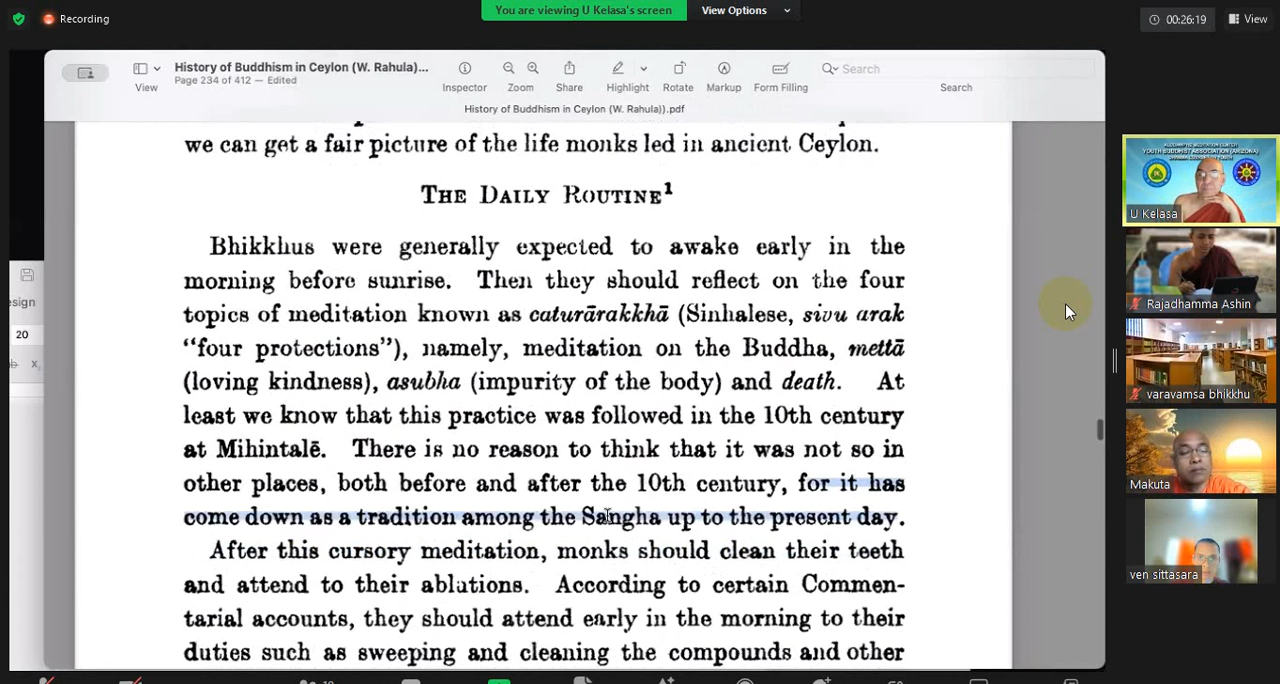 Recording
You are viewing U Kelasa's screen
View Options
00:26:19
View
History of Buddhism in Ceylon (W. Rahula)...
Page 234 of 412 — Edited
View
Inspector
Zoom
Share
Highlight
Rotate
Markup
Form Filling
Search
Search
History of Buddhism in Ceylon (W. Rahula)).pdf
we can get a fair picture of the life monks led in ancient Ceylon.
THE DAILY ROUTINE¹
Bhikkhus were generally expected to awake early in the
morning before sunrise. Then they should reflect on the four
topics of meditation known as caturārakkhā (Sinhalese, sivu arak
“four protections”), namely, meditation on the Buddha, mettā
(loving kindness), asubha (impurity of the body) and death. At
least we know that this practice was followed in the 10th century
at Mihintalē. There is no reason to think that it was not so in
other places, both before and after the 10th century, for it has
come down as a tradition among the Sangha up to the present day.
After this cursory meditation, monks should clean their teeth
and attend to their ablutions. According to certain Commen-
tarial accounts, they should attend early in the morning to their
duties such as sweeping and cleaning the compounds and other
esign
20
YOUTH BUDDHIST ASSOCIATION (ARIZONA)
U Kelasa
Rajadhamma Ashin
varavamsa bhikkhu
Makuta
ven sittasara